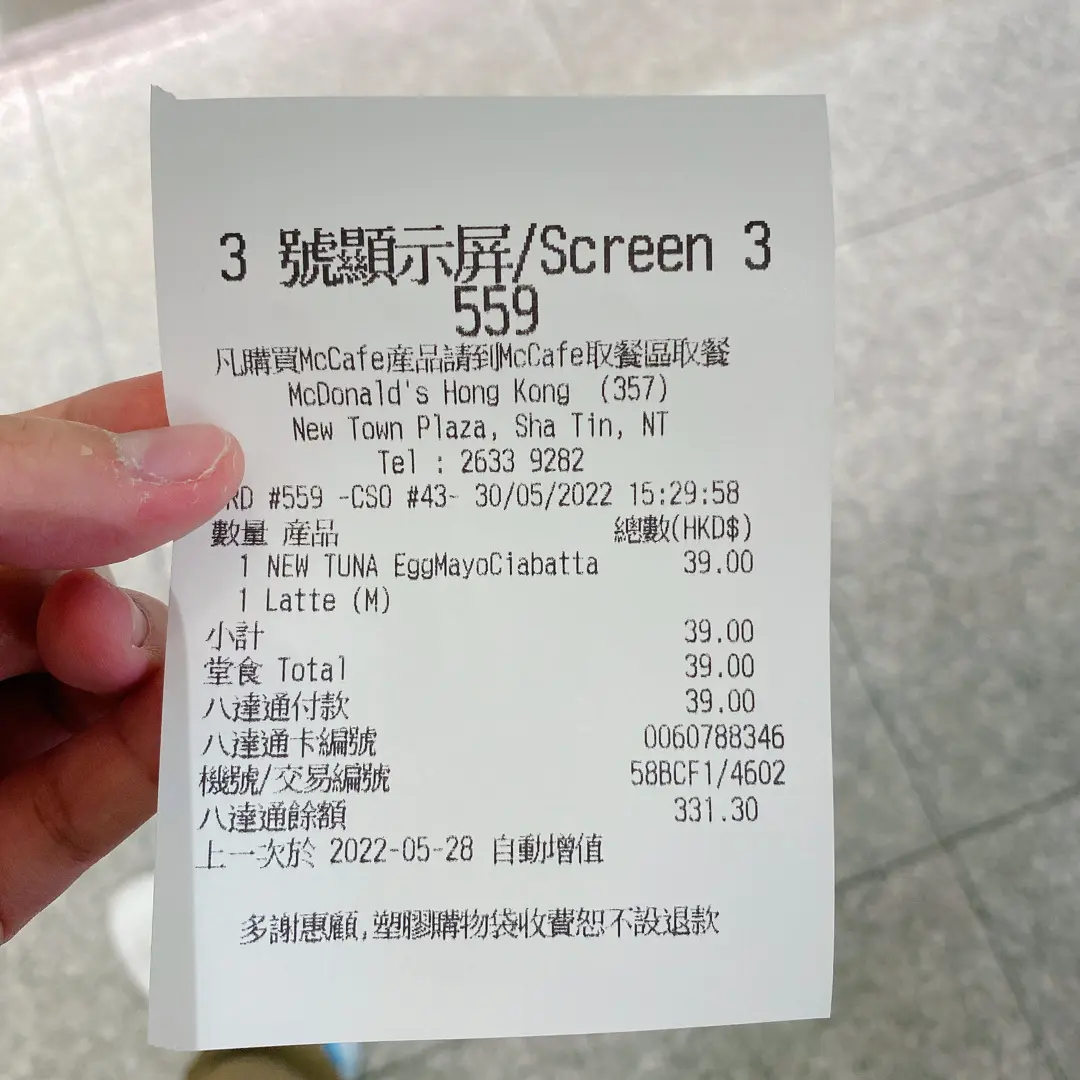 3 號顯示屏/Screen 3
559
凡購買McCafe產品請到McCafe取餐區取餐
McDonald's Hong Kong (357)
New Town Plaza, Sha Tin, NT
Tel : 2633 9282
RD #559 -CSO #43- 30/05/2022 15:29:58
數量 產品 總數(HKD$)
1 NEW TUNA EggMayoCiabatta 39.00
1 Latte (M)
小計 39.00
堂食 Total 39.00
八達通付款 39.00
八達通卡編號 0060788346
機號/交易編號 58BCF1/4602
八達通餘額 331.30
上一次於 2022-05-28 自動增值
多謝惠顧,塑膠購物袋收費恕不設退款